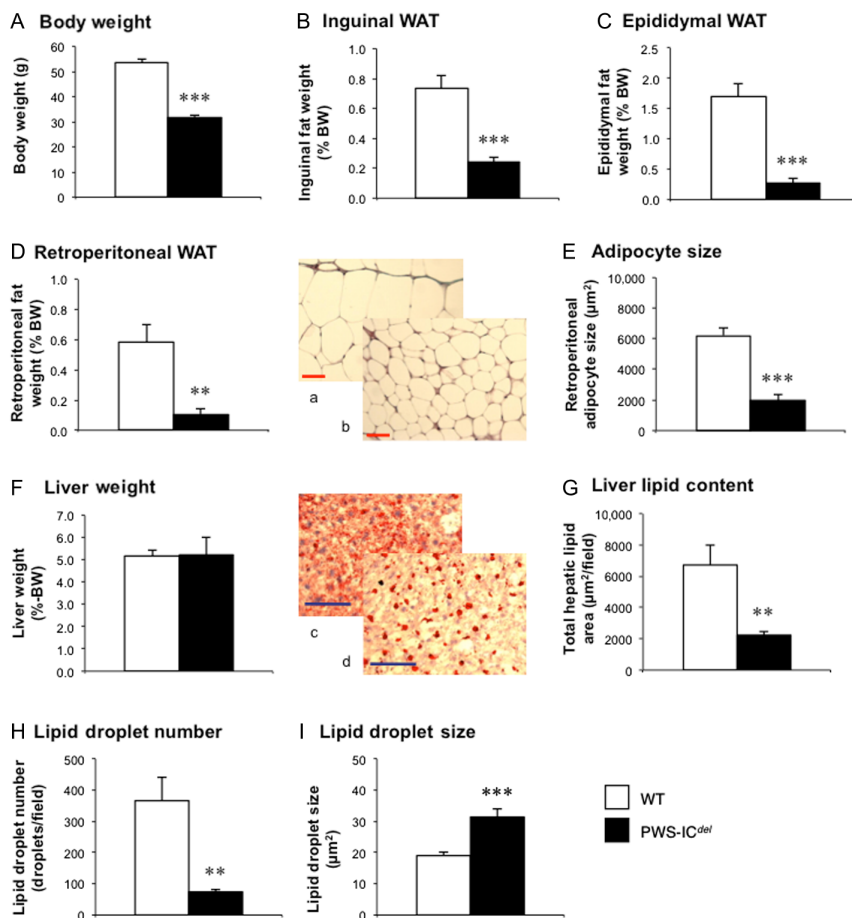 A Body weight
Body weight (g)
60
50
40
30
20
10
0
***
B Inguinal WAT
Inguinal fat weight
(% BW)
1.0
0.8
0.6
0.4
0.2
0.0
***
C Epididymal WAT
Epididymal fat
weight (% BW)
2.5
2.0
1.5
1.0
0.5
0.0
***
D Retroperitoneal WAT
Retroperitoneal fat
weight (% BW)
1.0
0.8
0.6
0.4
0.2
0.0
**
a
b
E Adipocyte size
Retroperitoneal
adipocyte size (µm²)
10,000
8000
6000
4000
2000
0
***
F Liver weight
Liver weight
(%-BW)
7.0
6.0
5.0
4.0
3.0
2.0
1.0
0.0
c
d
G Liver lipid content
Total hepatic lipid
area (µm²/field)
10,000
8000
6000
4000
2000
0
**
H Lipid droplet number
Lipid droplet number
(droplets/field)
500
400
300
200
100
0
**
I Lipid droplet size
Lipid droplet size
(µm²)
50
40
30
20
10
0
***
WT
PWS-ICdel